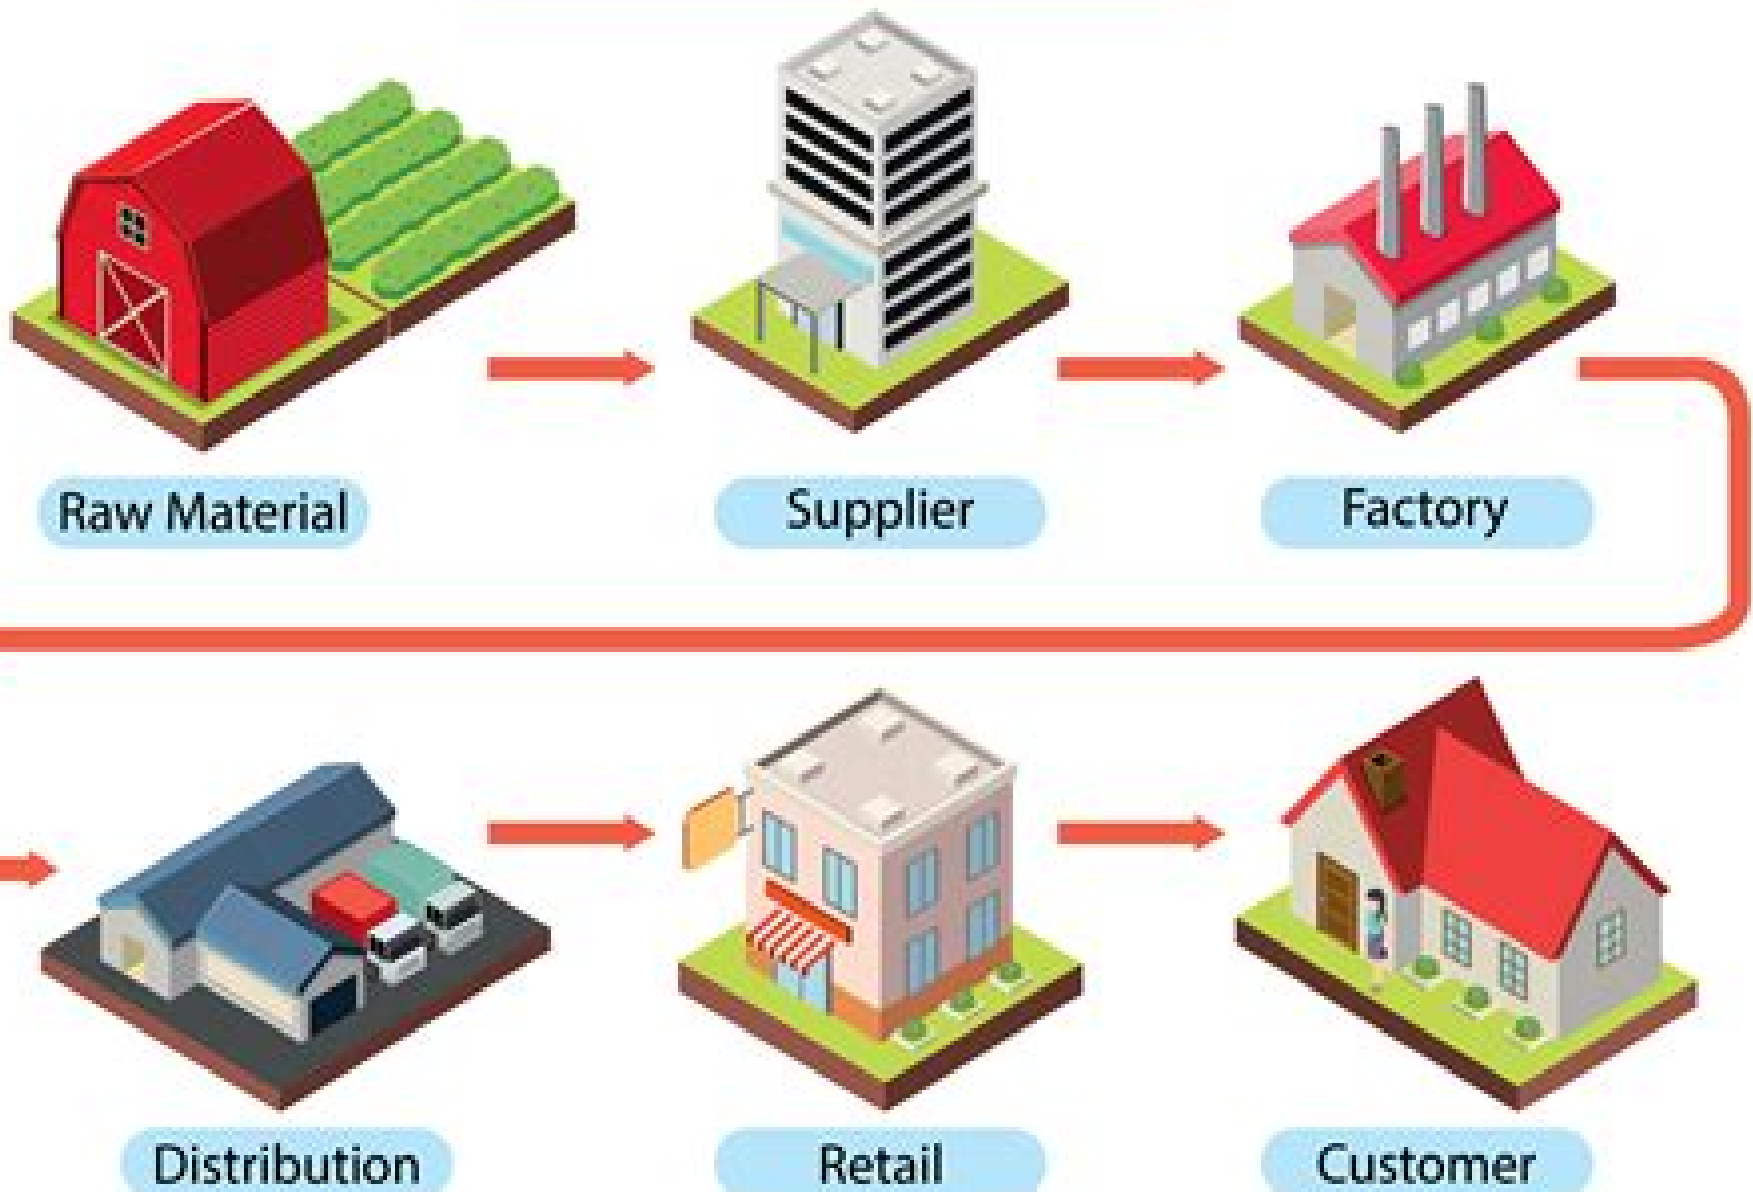 Raw Material
Supplier
Factory
Distribution
Retail
Customer